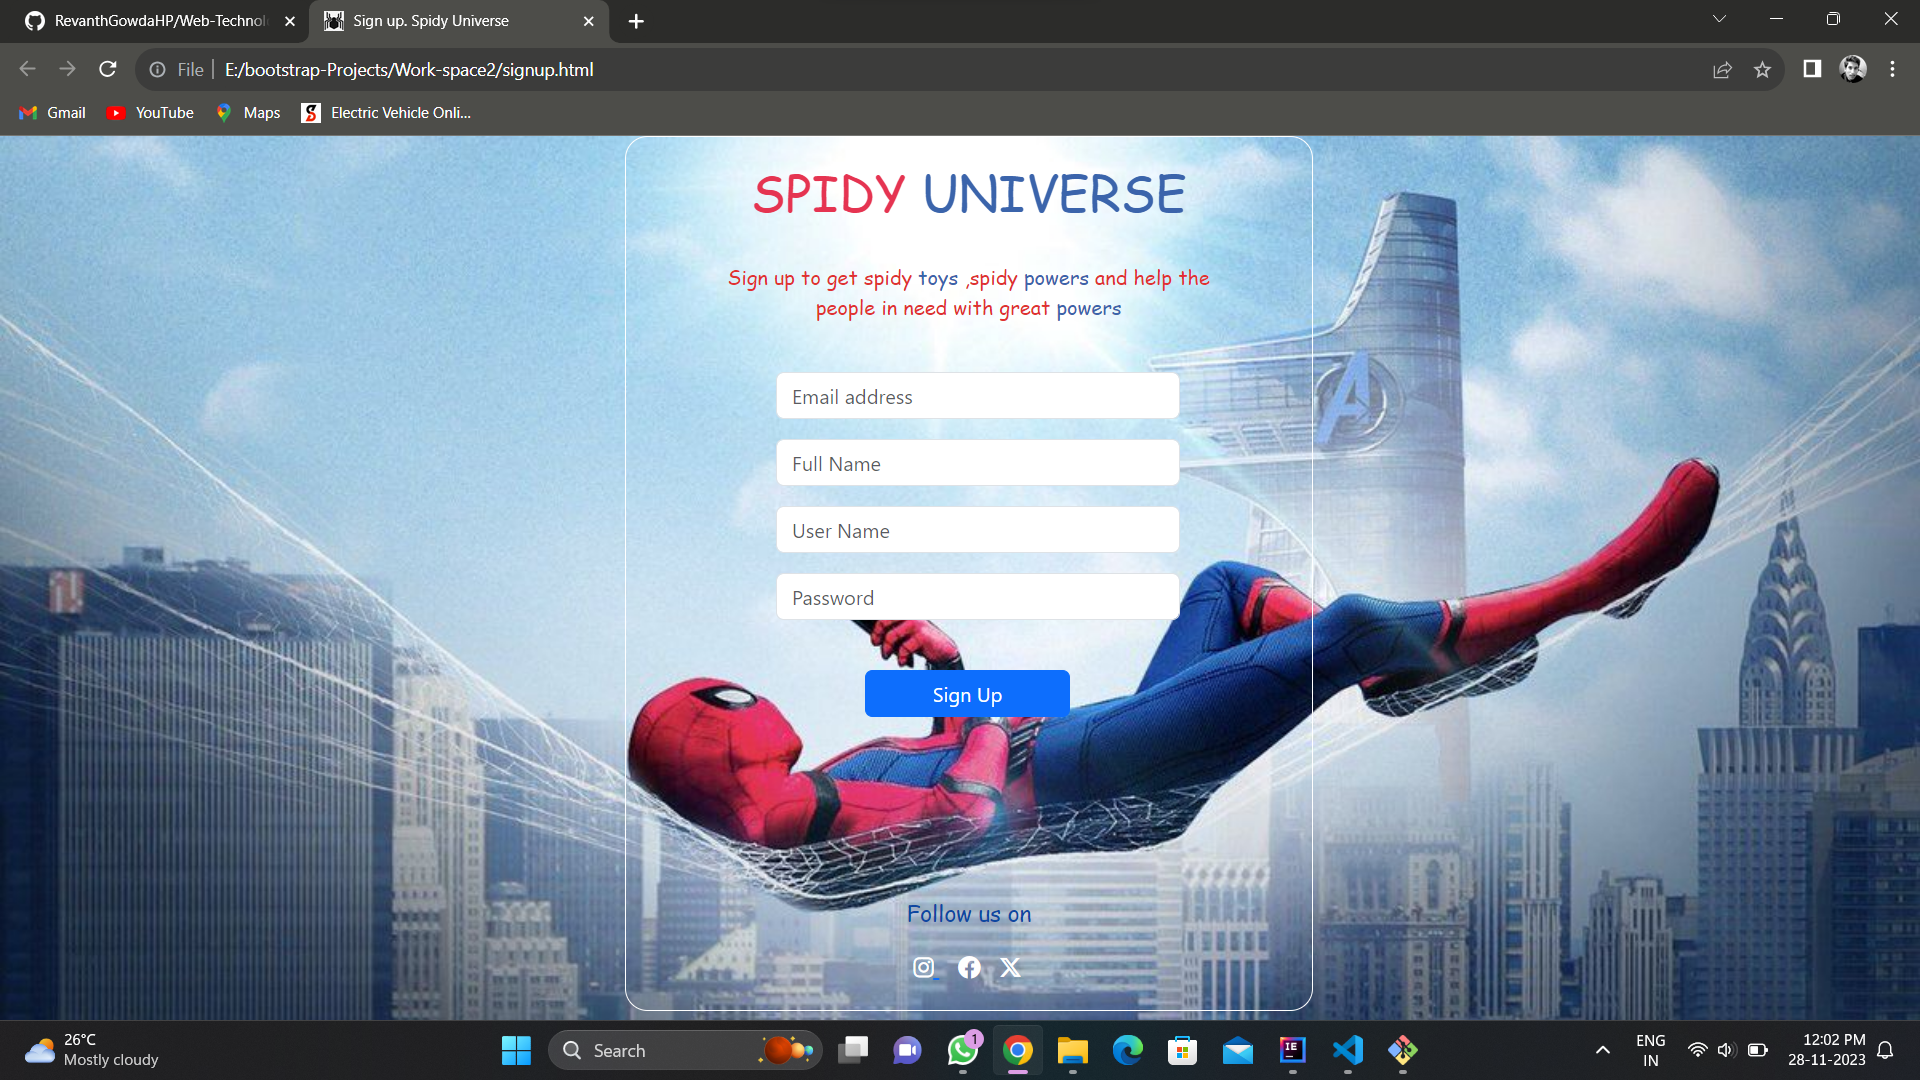 RevanthGowdaHP/Web-Technol
Sign up. Spidy Universe
File
E:/bootstrap-Projects/Work-space2/signup.html
Gmail
YouTube
Maps
Electric Vehicle Onli...
SPIDY UNIVERSE
Sign up to get spidy toys ,spidy powers and help the
people in need with great powers
Email address
Full Name
User Name
Password
Sign Up
Follow us on
26°C
Mostly cloudy
Search
1
IE
ENG
IN
12:02 PM
28-11-2023